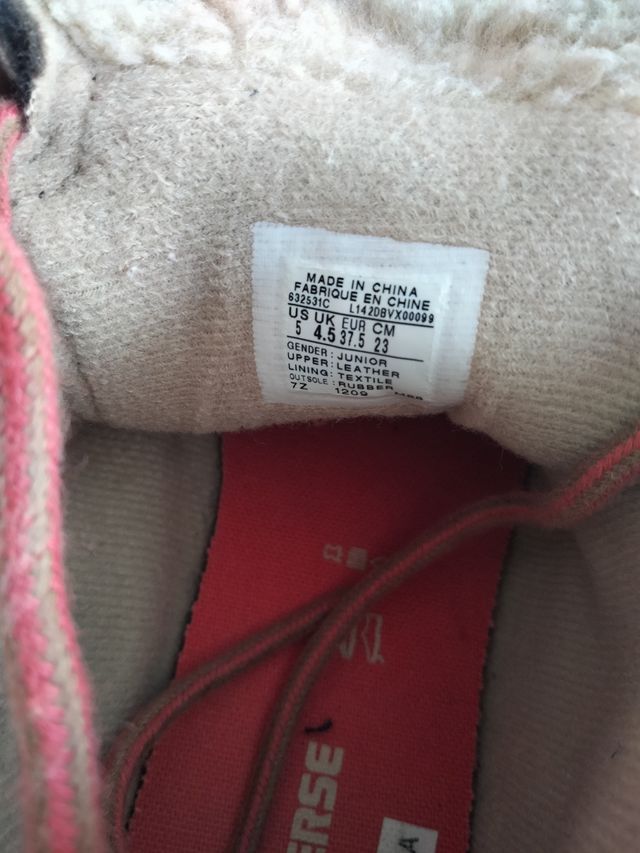 MADE IN CHINA
FABRIQUE EN CHINE
632531C L142DBVX00099
US UK EUR CM
5 4.5 37.5 23
GENDER: JUNIOR
UPPER: LEATHER
LINING: TEXTILE
OUTSOLE: RUBBER
7Z 1209
ERSE
A